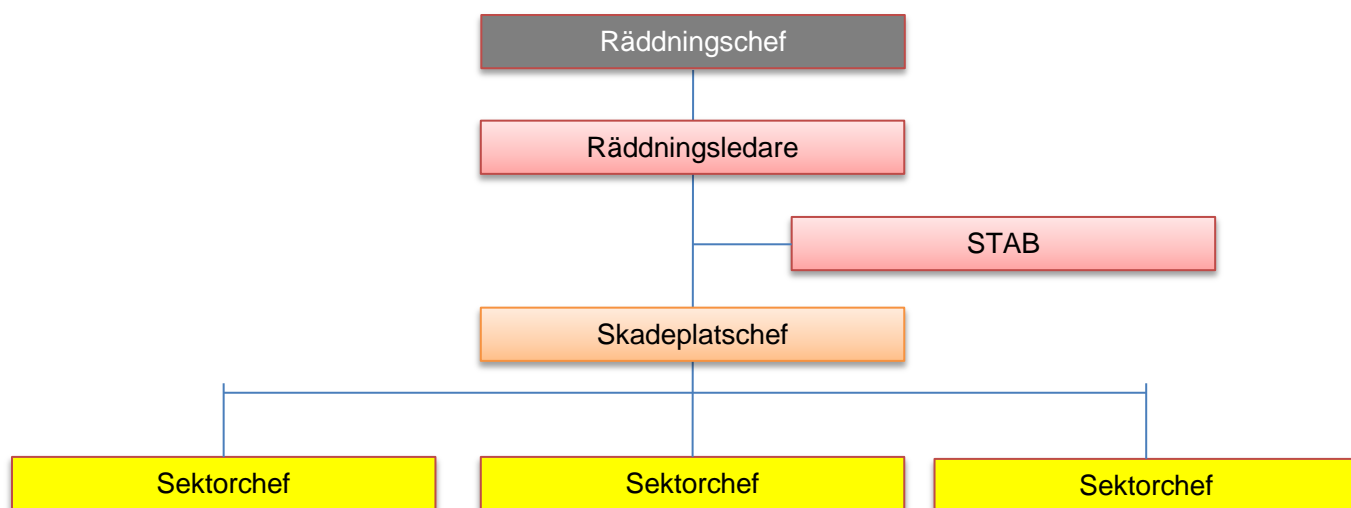 Räddningschef
Räddningsledare
STAB
Skadeplatschef
Sektorchef
Sektorchef
Sektorchef